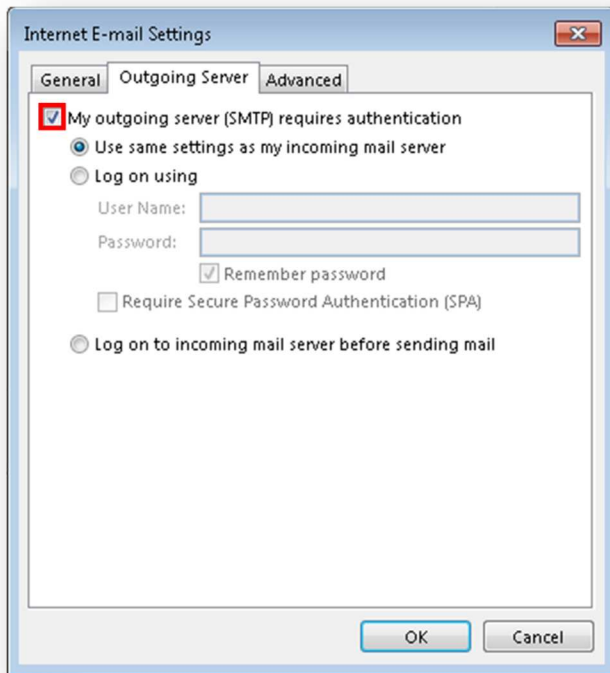 Internet E-mail Settings
General Outgoing Server Advanced
My outgoing server (SMTP) requires authentication
Use same settings as my incoming mail server
Log on using
User Name:
Password:
Remember password
Require Secure Password Authentication (SPA)
Log on to incoming mail server before sending mail
OK Cancel